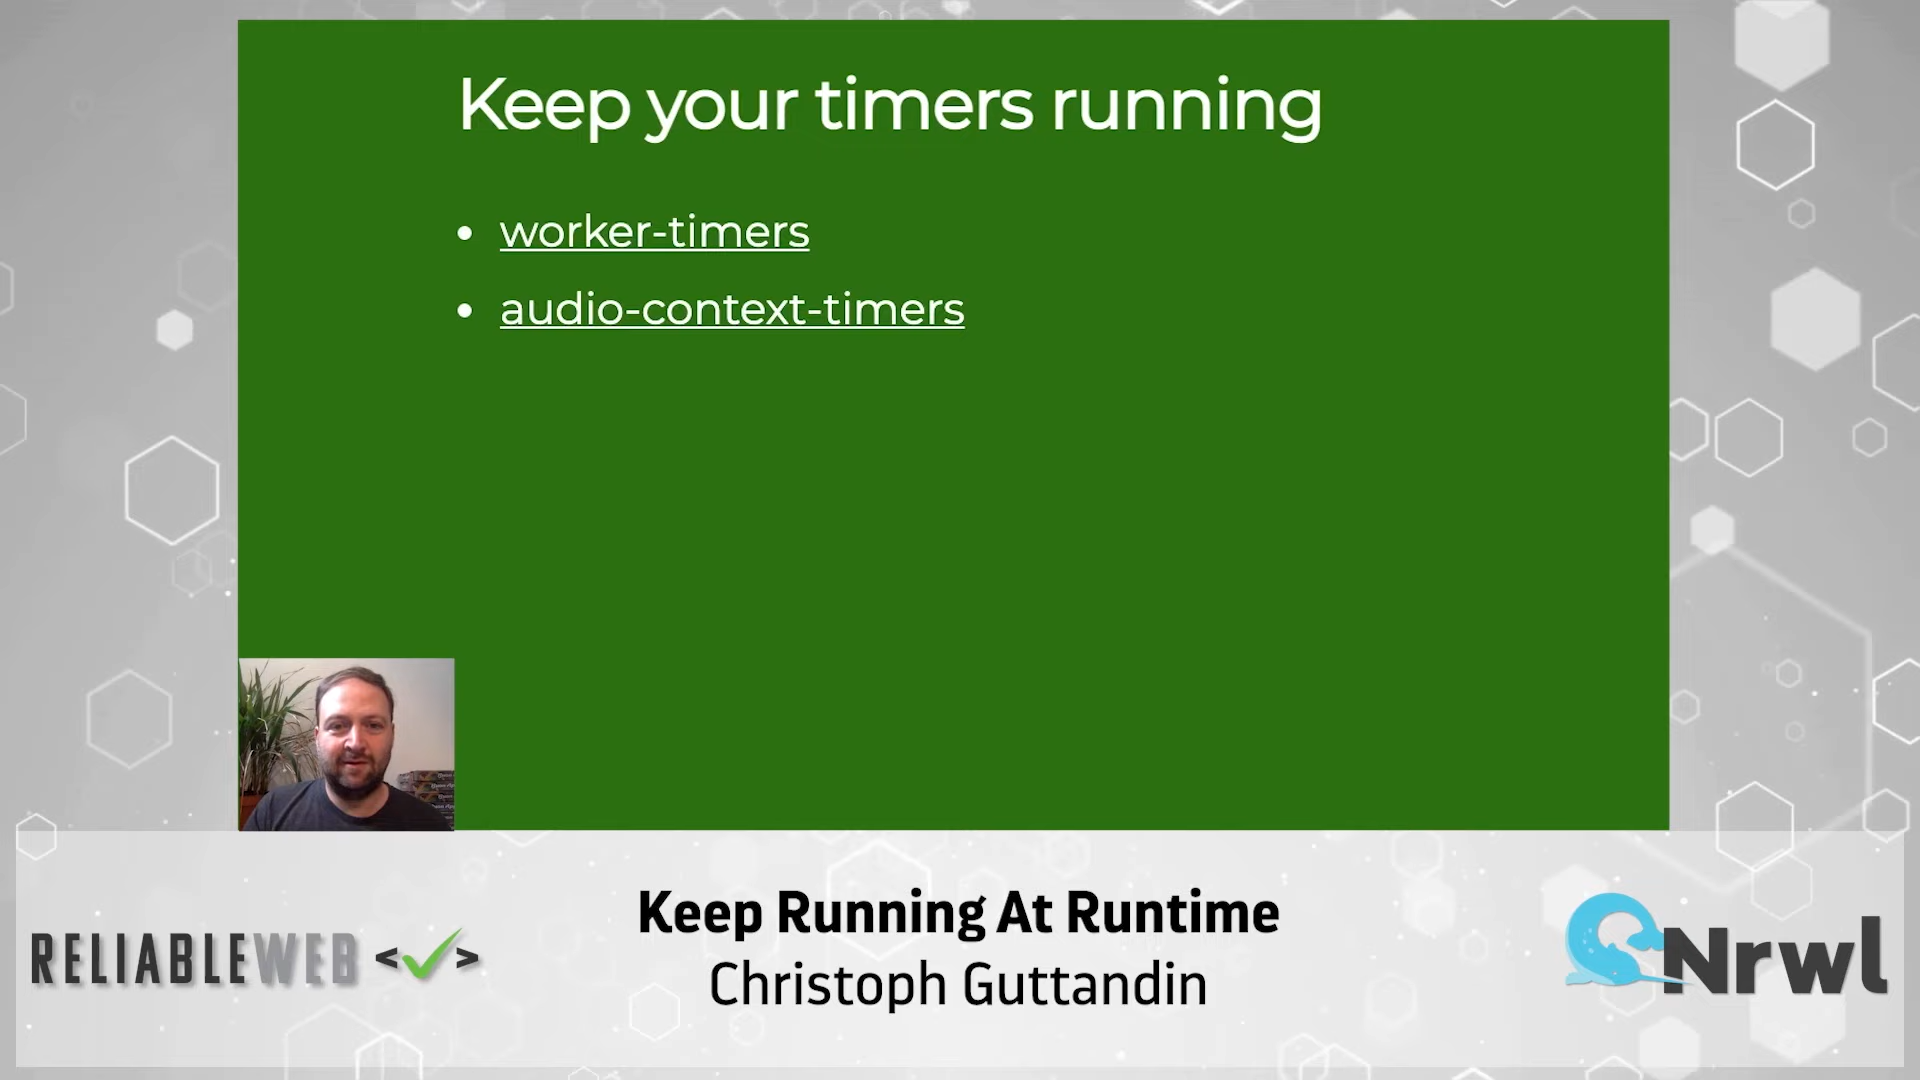 Keep your timers running
worker-timers
audio-context-timers
Keep Running At Runtime
Christoph Guttandin
RELIABLEWEB <✓>
Nrwl